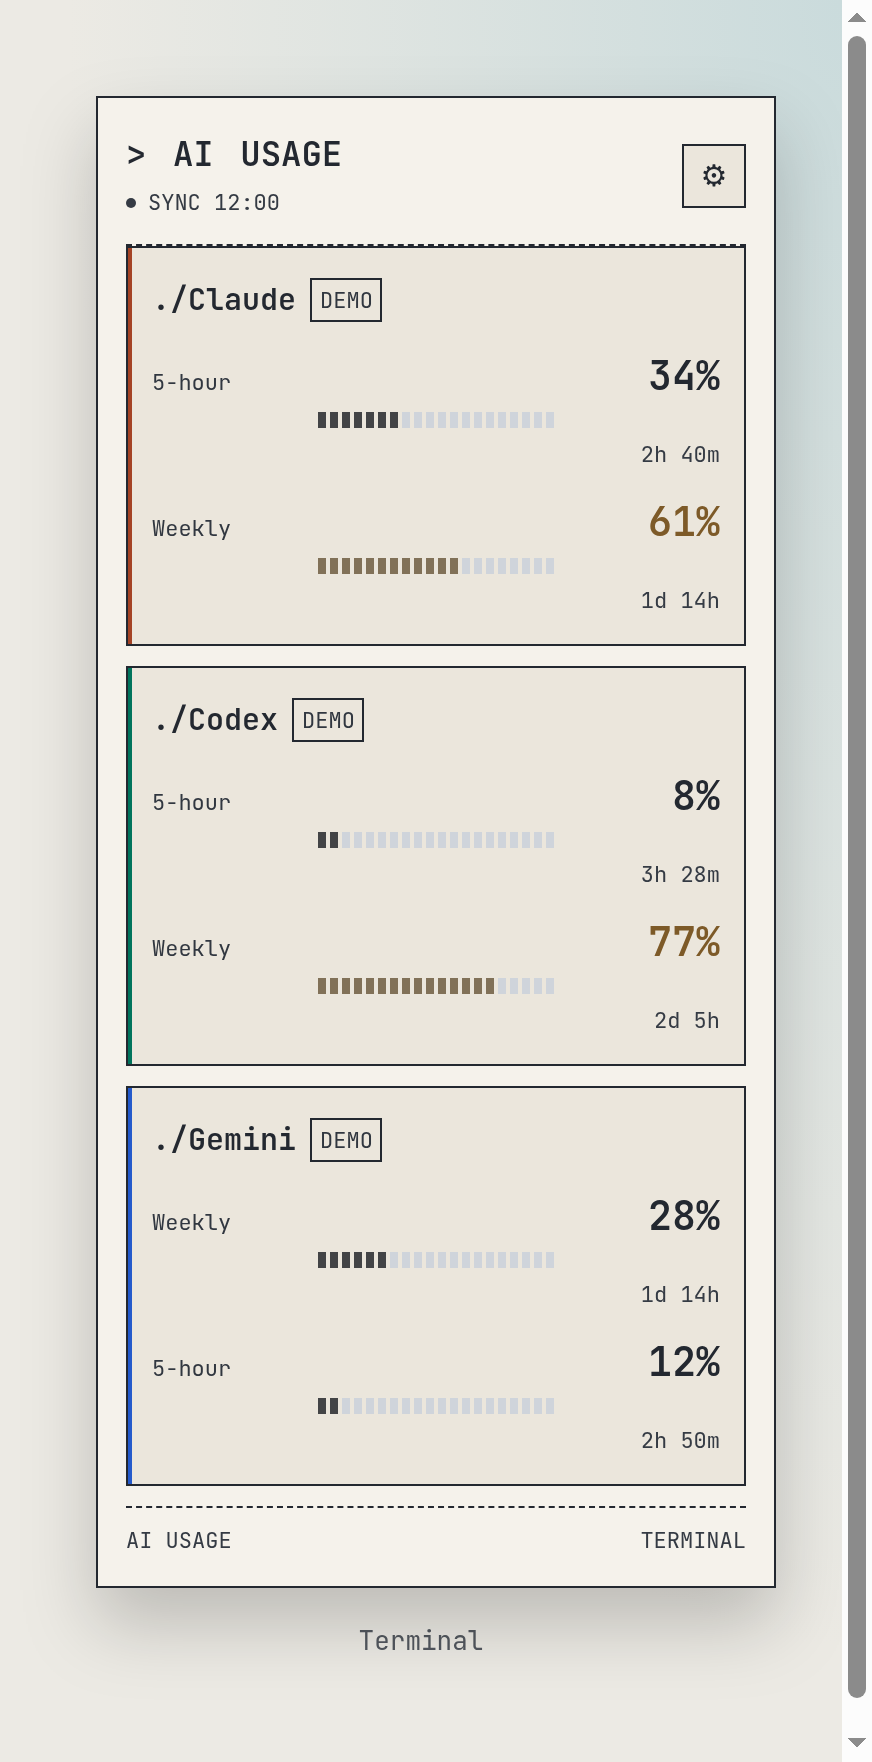 > AI USAGE
SYNC 12:00
./Claude DEMO
5-hour 34%
2h 40m
Weekly 61%
1d 14h
./Codex DEMO
5-hour 8%
3h 28m
Weekly 77%
2d 5h
./Gemini DEMO
Weekly 28%
1d 14h
5-hour 12%
2h 50m
AI USAGE TERMINAL
Terminal